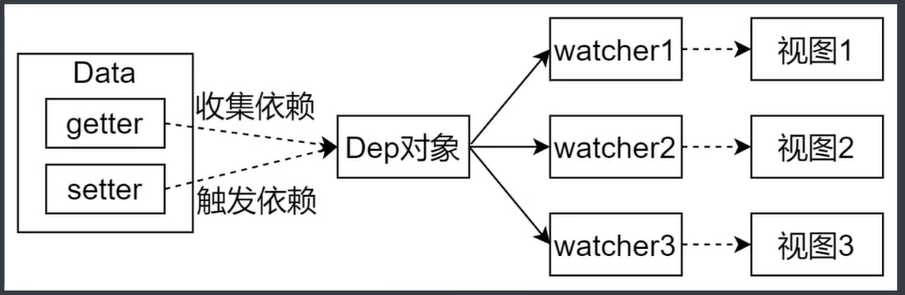 Data
getter
setter
收集依赖
触发依赖
Dep对象
watcher1
视图1
watcher2
视图2
watcher3
视图3